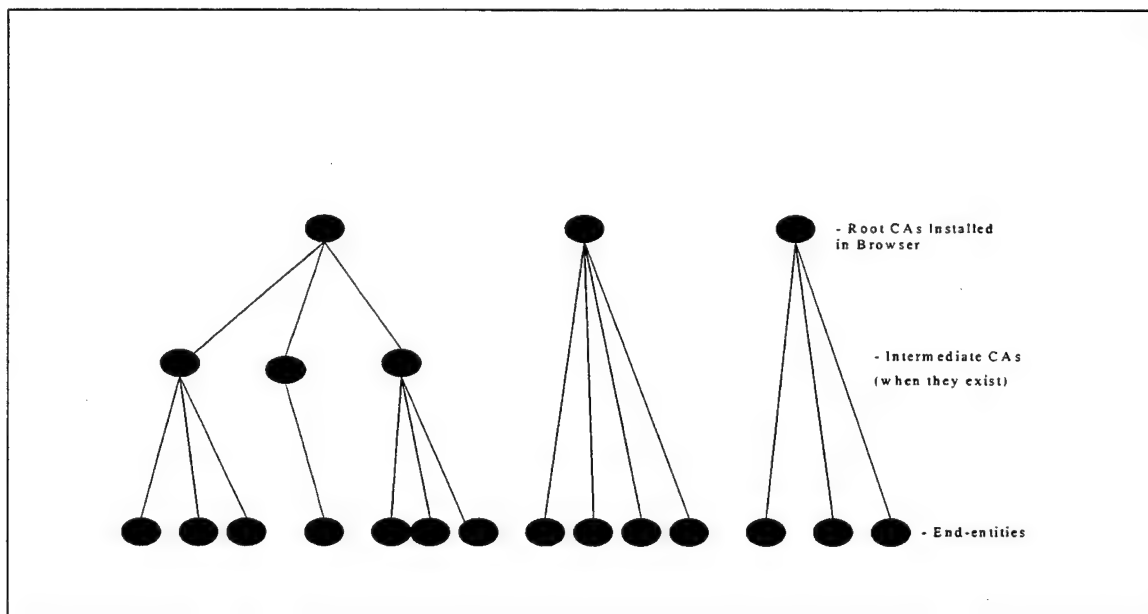 - Root CAs Installed
in Browser
- Intermediate CAs
(when they exist)
- End-entities